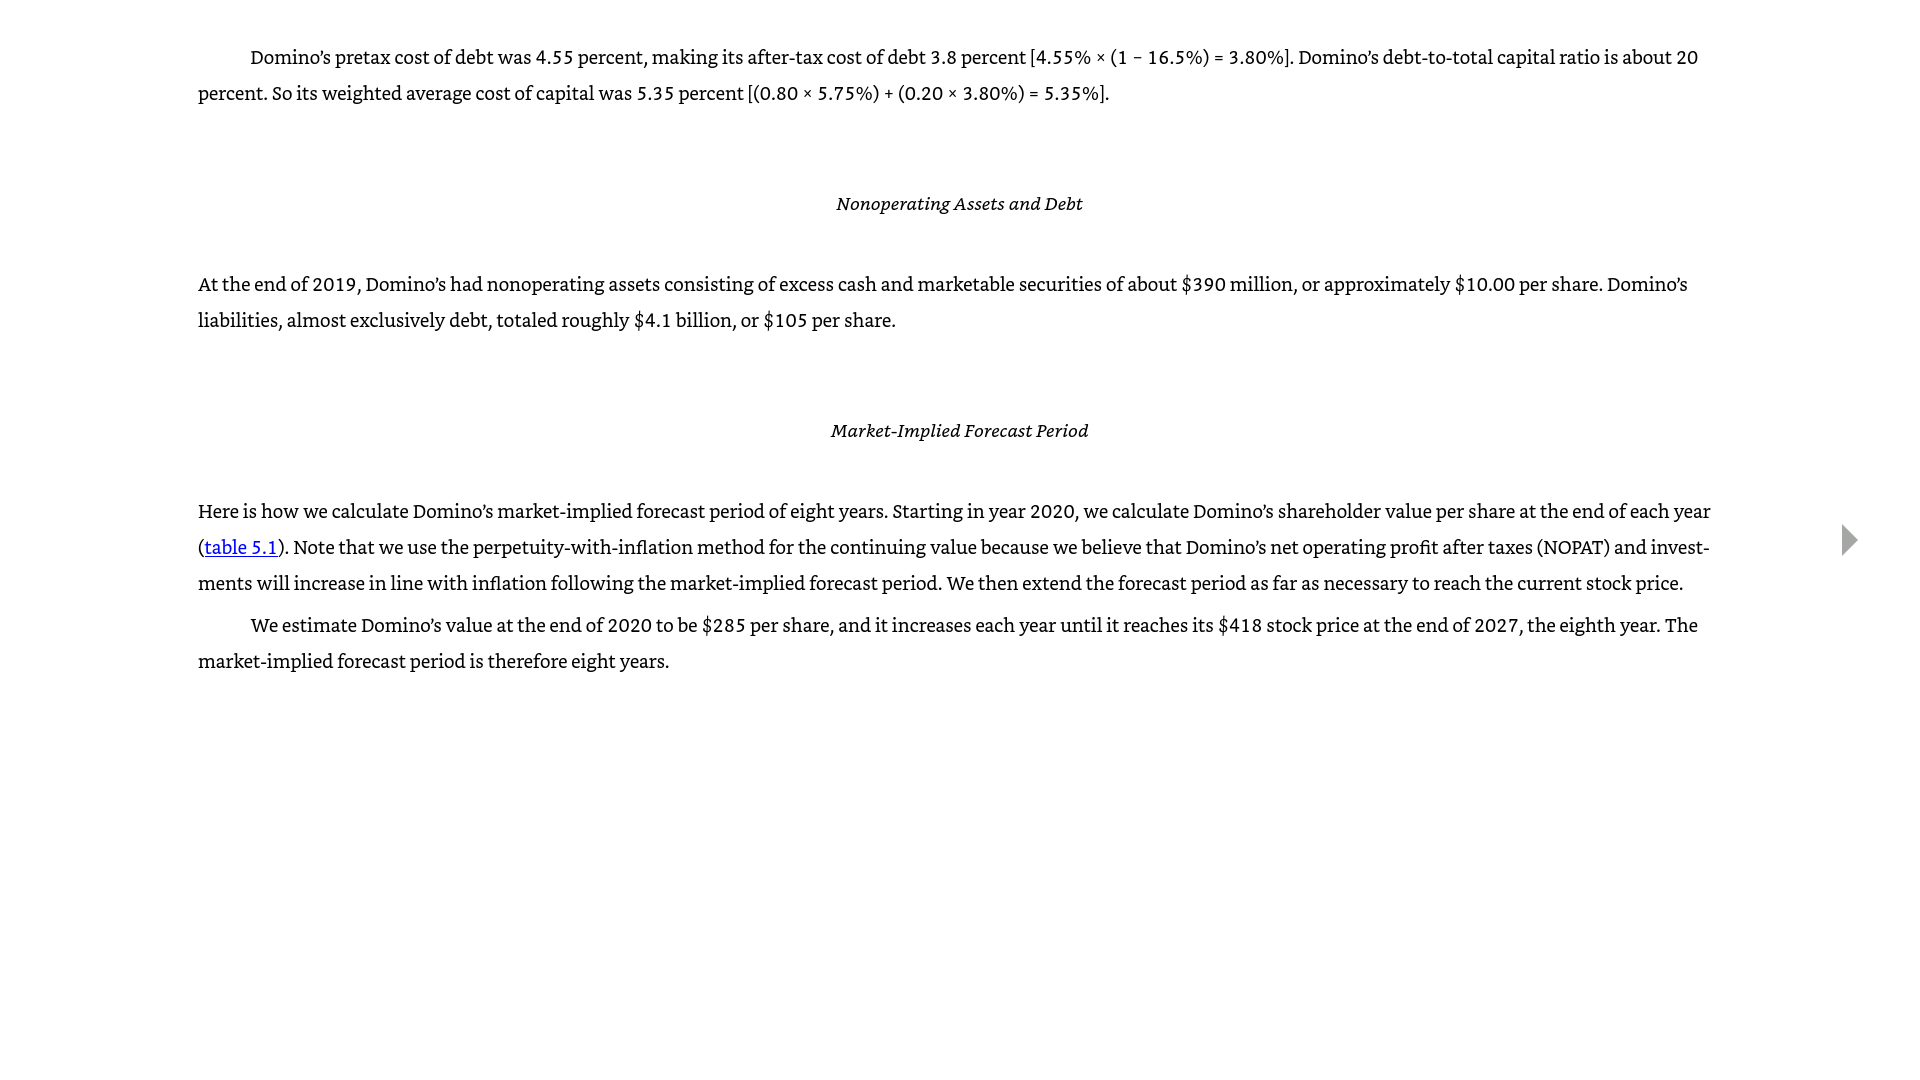 Domino’s pretax cost of debt was 4.55 percent, making its after-tax cost of debt 3.8 percent [4.55% × (1 − 16.5%) = 3.80%]. Domino’s debt-to-total capital ratio is about 20
percent. So its weighted average cost of capital was 5.35 percent [(0.80 × 5.75%) + (0.20 × 3.80%) = 5.35%].
Nonoperating Assets and Debt
At the end of 2019, Domino’s had nonoperating assets consisting of excess cash and marketable securities of about $390 million, or approximately $10.00 per share. Domino’s
liabilities, almost exclusively debt, totaled roughly $4.1 billion, or $105 per share.
Market-Implied Forecast Period
Here is how we calculate Domino’s market-implied forecast period of eight years. Starting in year 2020, we calculate Domino’s shareholder value per share at the end of each year
(table 5.1). Note that we use the perpetuity-with-inflation method for the continuing value because we believe that Domino’s net operating profit after taxes (NOPAT) and invest-
ments will increase in line with inflation following the market-implied forecast period. We then extend the forecast period as far as necessary to reach the current stock price.
We estimate Domino’s value at the end of 2020 to be $285 per share, and it increases each year until it reaches its $418 stock price at the end of 2027, the eighth year. The
market-implied forecast period is therefore eight years.